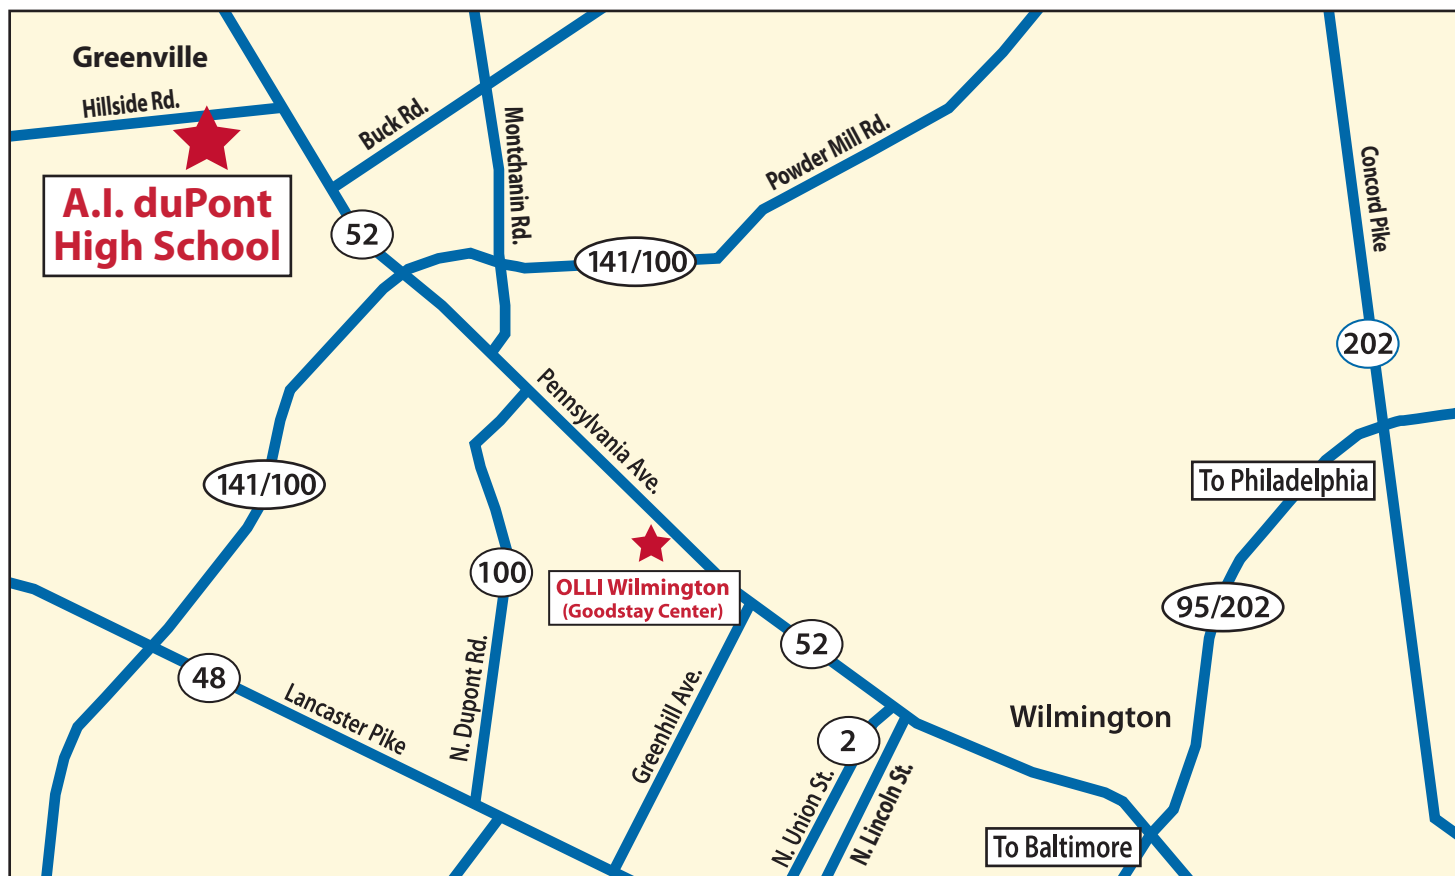 Greenville
Hillside Rd.
A.I. duPont
High School
Buck Rd.
Montchanin Rd.
Powder Mill Rd.
Concord Pike
52
141/100
202
Pennsylvania Ave.
141/100
To Philadelphia
100
OLLI Wilmington
(Goodstay Center)
95/202
52
48
Lancaster Pike
N. Dupont Rd.
Greenhill Ave.
Wilmington
2
N. Union St.
N. Lincoln St.
To Baltimore